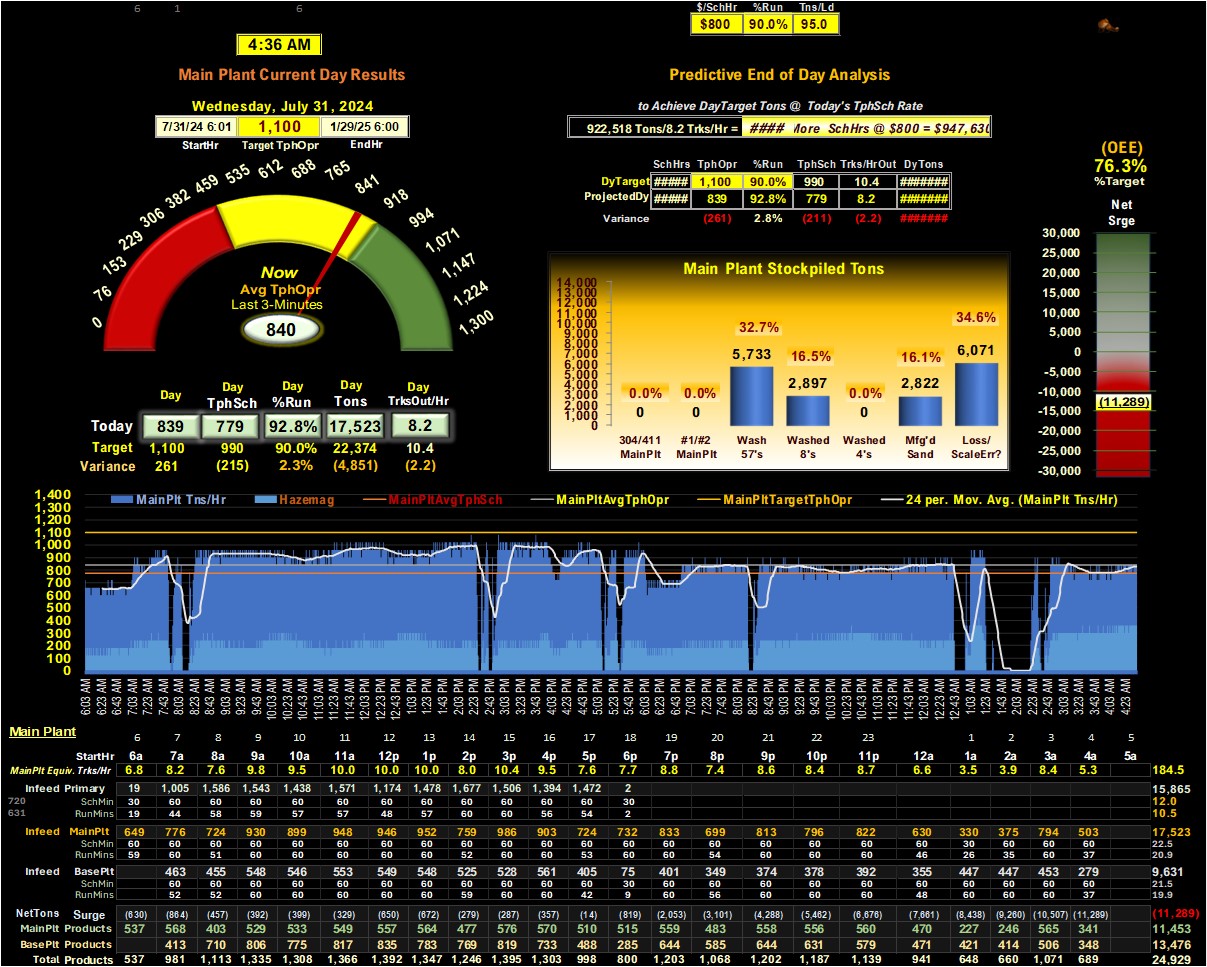 6 1 6
$/SchHr %Run Tns/Ld
$800 90.0% 95.0
4:36 AM
Main Plant Current Day Results
Predictive End of Day Analysis
Wednesday, July 31, 2024
to Achieve DayTarget Tons @ Today's TphSch Rate
7/31/24 6:01 1,100 1/29/25 6:00
StartHr Target TphOpr EndHr
922,518 Tons/8.2 Trks/Hr = #### More SchHrs @ $800 = $947,630
(OEE)
76.3%
%Target
SchHrs TphOpr %Run TphSch Trks/HrOut DyTons
DyTarget ##### 1,100 90.0% 990 10.4 #######
ProjectedDy ##### 839 92.8% 779 8.2 #######
Variance (261) 2.8% (211) (2.2) #######
0 76 153 229 306 382 459 535 612 688 765 841 918 994 1,071 1,147 1,224 1,300
Now
Avg TphOpr
Last 3-Minutes
840
Net
Srge
30,000
25,000
20,000
15,000
10,000
5,000
0
-5,000
-10,000
(11,289)
-15,000
-20,000
-25,000
-30,000
Main Plant Stockpiled Tons
14,000
13,000
12,000
11,000
10,000
9,000
8,000
7,000
6,000
5,000
4,000
3,000
2,000
1,000
0
0.0% 0.0% 32.7% 16.5% 0.0% 16.1% 34.6%
0 0 5,733 2,897 0 2,822 6,071
304/411 #1/#2 Wash Washed Washed Mfg'd Loss/
MainPlt MainPlt 57's 8's 4's Sand ScaleErr?
Day Day Day Day Day
TphSch %Run Tons TrksOut/Hr
Today 839 779 92.8% 17,523 8.2
Target 1,100 990 90.0% 22,374 10.4
Variance 261 (215) 2.3% (4,851) (2.2)
MainPlt Tns/Hr Hazemag MainPltAvgTphSch MainPltAvgTphOpr MainPltTargetTphOpr 24 per. Mov. Avg. (MainPlt Tns/Hr)
1,400
1,300
1,200
1,100
1,000
900
800
700
600
500
400
300
200
100
0
6:03 AM 6:23 AM 6:43 AM 7:03 AM 7:23 AM 7:43 AM 8:03 AM 8:23 AM 8:43 AM 9:03 AM 9:23 AM 9:43 AM 10:03 AM 10:23 AM 10:43 AM 11:03 AM 11:23 AM 11:43 AM 12:03 PM 12:23 PM 12:43 PM 1:03 PM 1:23 PM 1:43 PM 2:03 PM 2:23 PM 2:43 PM 3:03 PM 3:23 PM 3:43 PM 4:03 PM 4:23 PM 4:43 PM 5:03 PM 5:23 PM 5:43 PM 6:03 PM 6:23 PM 6:43 PM 7:03 PM 7:23 PM 7:43 PM 8:03 PM 8:23 PM 8:43 PM 9:03 PM 9:23 PM 9:43 PM 10:03 PM 10:23 PM 10:43 PM 11:03 PM 11:23 PM 11:43 PM 12:03 AM 12:23 AM 12:43 AM 1:03 AM 1:23 AM 1:43 AM 2:03 AM 2:23 AM 2:43 AM 3:03 AM 3:23 AM 3:43 AM 4:03 AM 4:23 AM
Main Plant 6 7 8 9 10 11 12 13 14 15 16 17 18 19 20 21 22 23 1 2 3 4 5
StartHr 6a 7a 8a 9a 10a 11a 12p 1p 2p 3p 4p 5p 6p 7p 8p 9p 10p 11p 12a 1a 2a 3a 4a 5a
MainPlt Equiv. Trks/Hr 6.8 8.2 7.6 9.8 9.5 10.0 10.0 10.0 8.0 10.4 9.5 7.6 7.7 8.8 7.4 8.6 8.4 8.7 6.6 3.5 3.9 8.4 5.3 184.5
Infeed Primary 19 1,005 1,586 1,543 1,438 1,571 1,174 1,478 1,677 1,506 1,394 1,472 2 15,865
720 SchMin 30 60 60 60 60 60 60 60 60 60 60 60 30 12.0
631 RunMins 19 44 58 59 57 57 48 57 60 60 56 54 2 10.5
Infeed MainPlt 649 776 724 930 899 948 946 952 759 986 903 724 732 833 699 813 796 822 630 330 375 794 503 17,523
SchMin 60 60 60 60 60 60 60 60 60 60 60 60 60 60 60 60 60 60 60 30 60 60 60 22.5
RunMins 59 60 51 60 60 60 60 60 52 60 60 53 60 60 54 60 60 60 46 26 35 60 37 20.9
Infeed BasePlt 463 455 548 546 553 549 548 525 528 561 405 75 401 349 374 378 392 355 447 447 453 279 9,631
SchMin 60 60 60 60 60 60 60 60 60 60 60 30 60 60 60 60 60 60 60 60 60 60 21.5
RunMins 52 52 60 60 60 60 60 59 60 60 42 9 56 60 60 60 60 48 60 60 60 37 19.9
NetTons Surge (630) (864) (457) (392) (399) (329) (650) (672) (279) (287) (357) (14) (819) (2,053) (3,101) (4,288) (5,462) (6,676) (7,661) (8,438) (9,260) (10,507) (11,289) (11,289)
MainPlt Products 537 568 403 529 533 549 557 564 477 576 570 510 515 559 483 558 556 560 470 227 246 565 341 11,453
BasePlt Products 413 710 806 775 817 835 783 769 819 733 488 285 644 585 644 631 579 471 421 414 506 348 13,476
Total Products 537 981 1,113 1,335 1,308 1,366 1,392 1,347 1,246 1,395 1,303 998 800 1,203 1,068 1,202 1,187 1,139 941 648 660 1,071 689 24,929